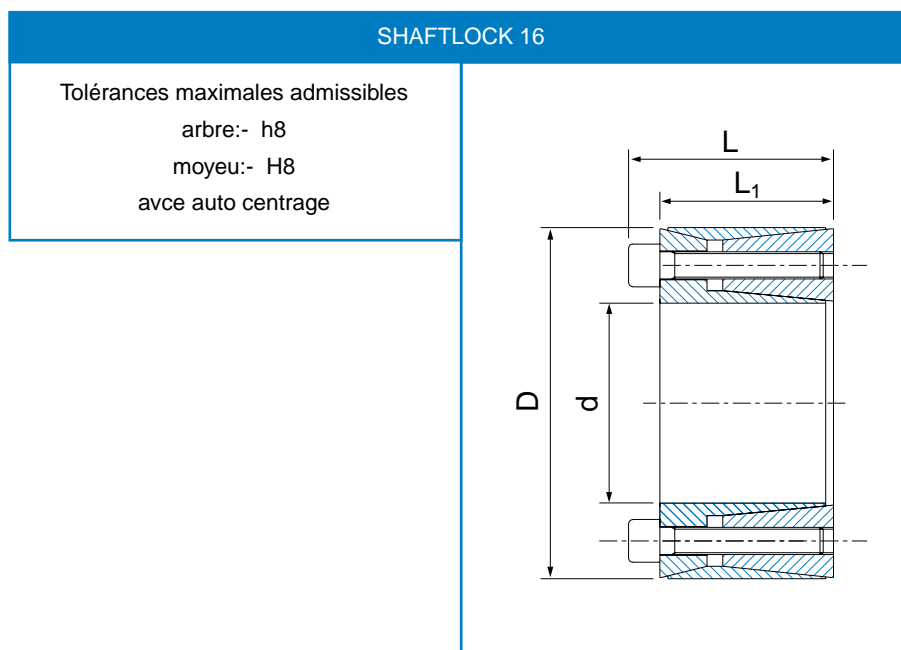 SHAFTLOCK 16
Tolérances maximales admissibles
arbre:- h8
moyeu:- H8
avce auto centrage
L
L₁
D
d